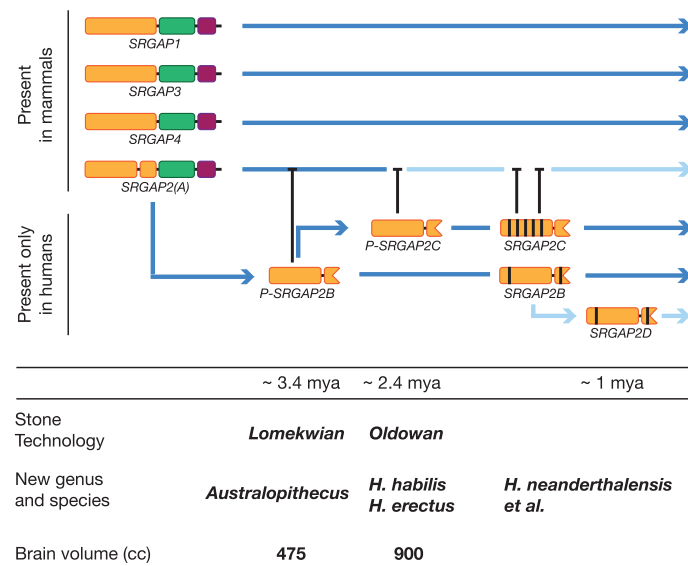 Present
in mammals
SRGAP1
SRGAP3
SRGAP4
SRGAP2(A)
Present only
in humans
P-SRGAP2C
SRGAP2C
P-SRGAP2B
SRGAP2B
SRGAP2D
~ 3.4 mya ~ 2.4 mya ~ 1 mya
Stone
Technology
Lomekwian Oldowan
New genus
and species
Australopithecus
H. habilis
H. erectus
H. neanderthalensis
et al.
Brain volume (cc) 475 900